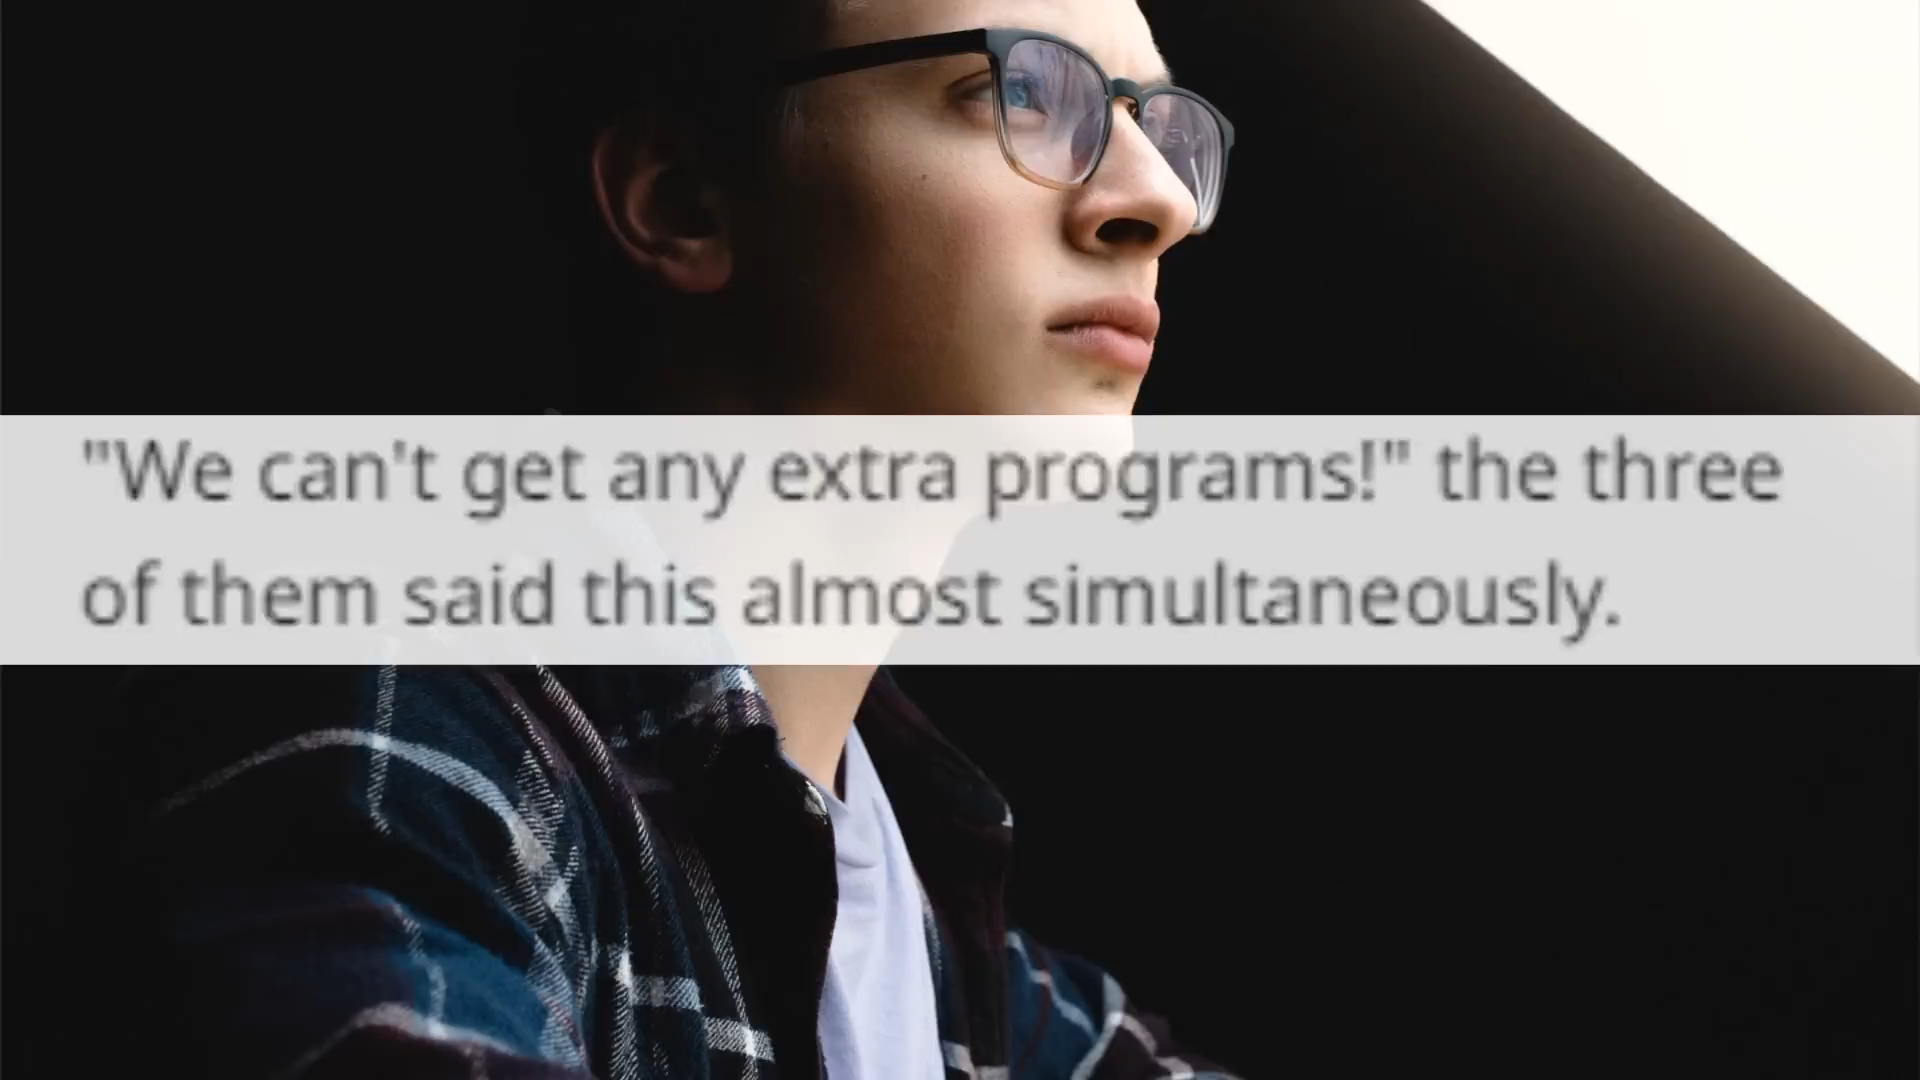 "We can't get any extra programs!" the three
of them said this almost simultaneously.